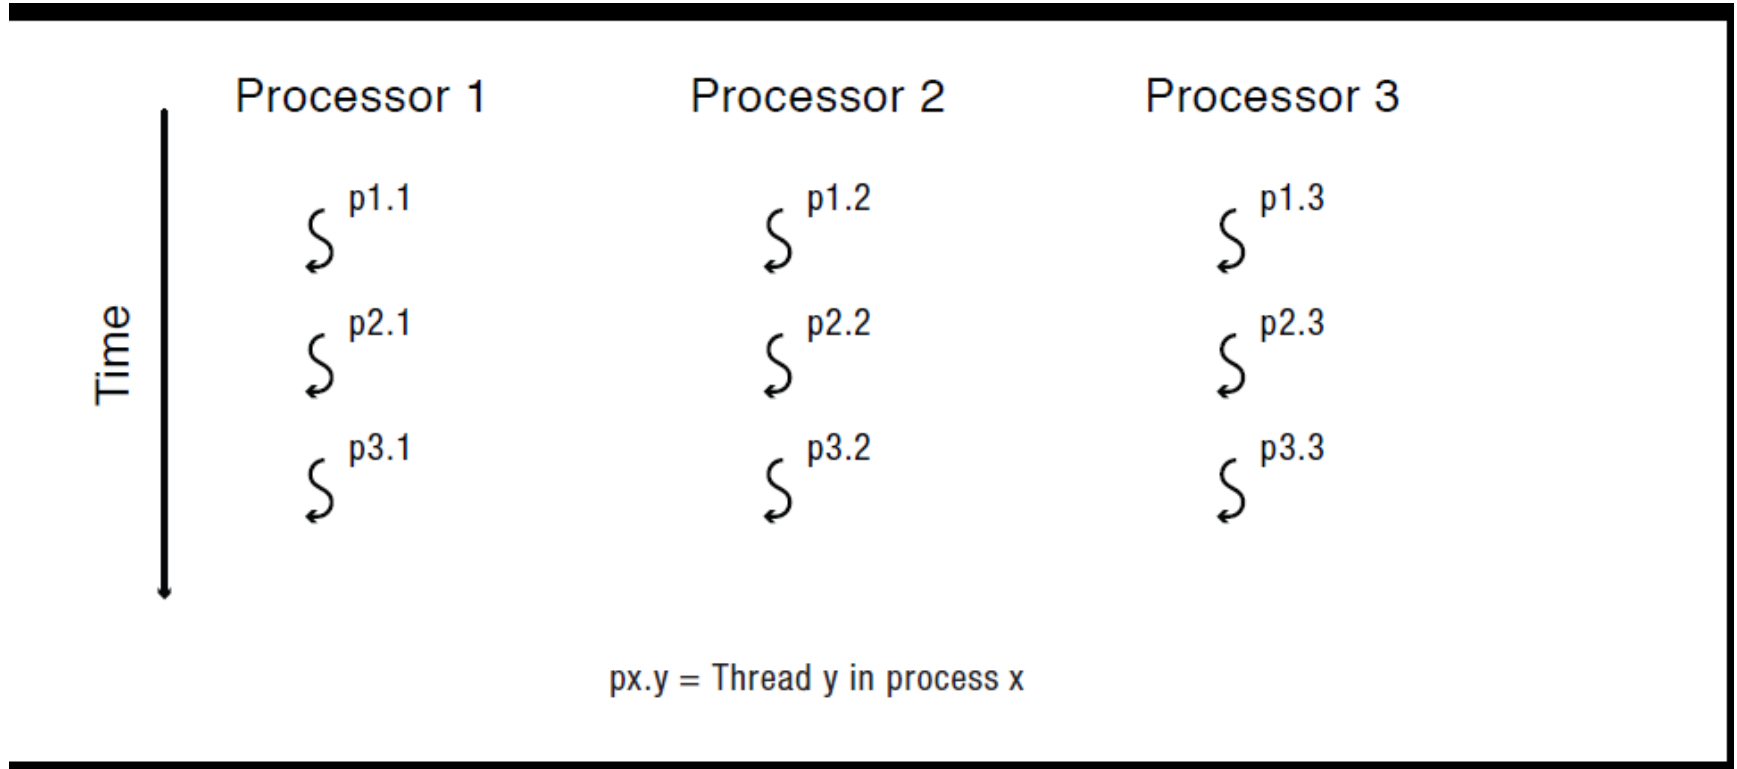 Processor 1 Processor 2 Processor 3
p1.1 p1.2 p1.3
p2.1 p2.2 p2.3
Time
p3.1 p3.2 p3.3
px.y = Thread y in process x